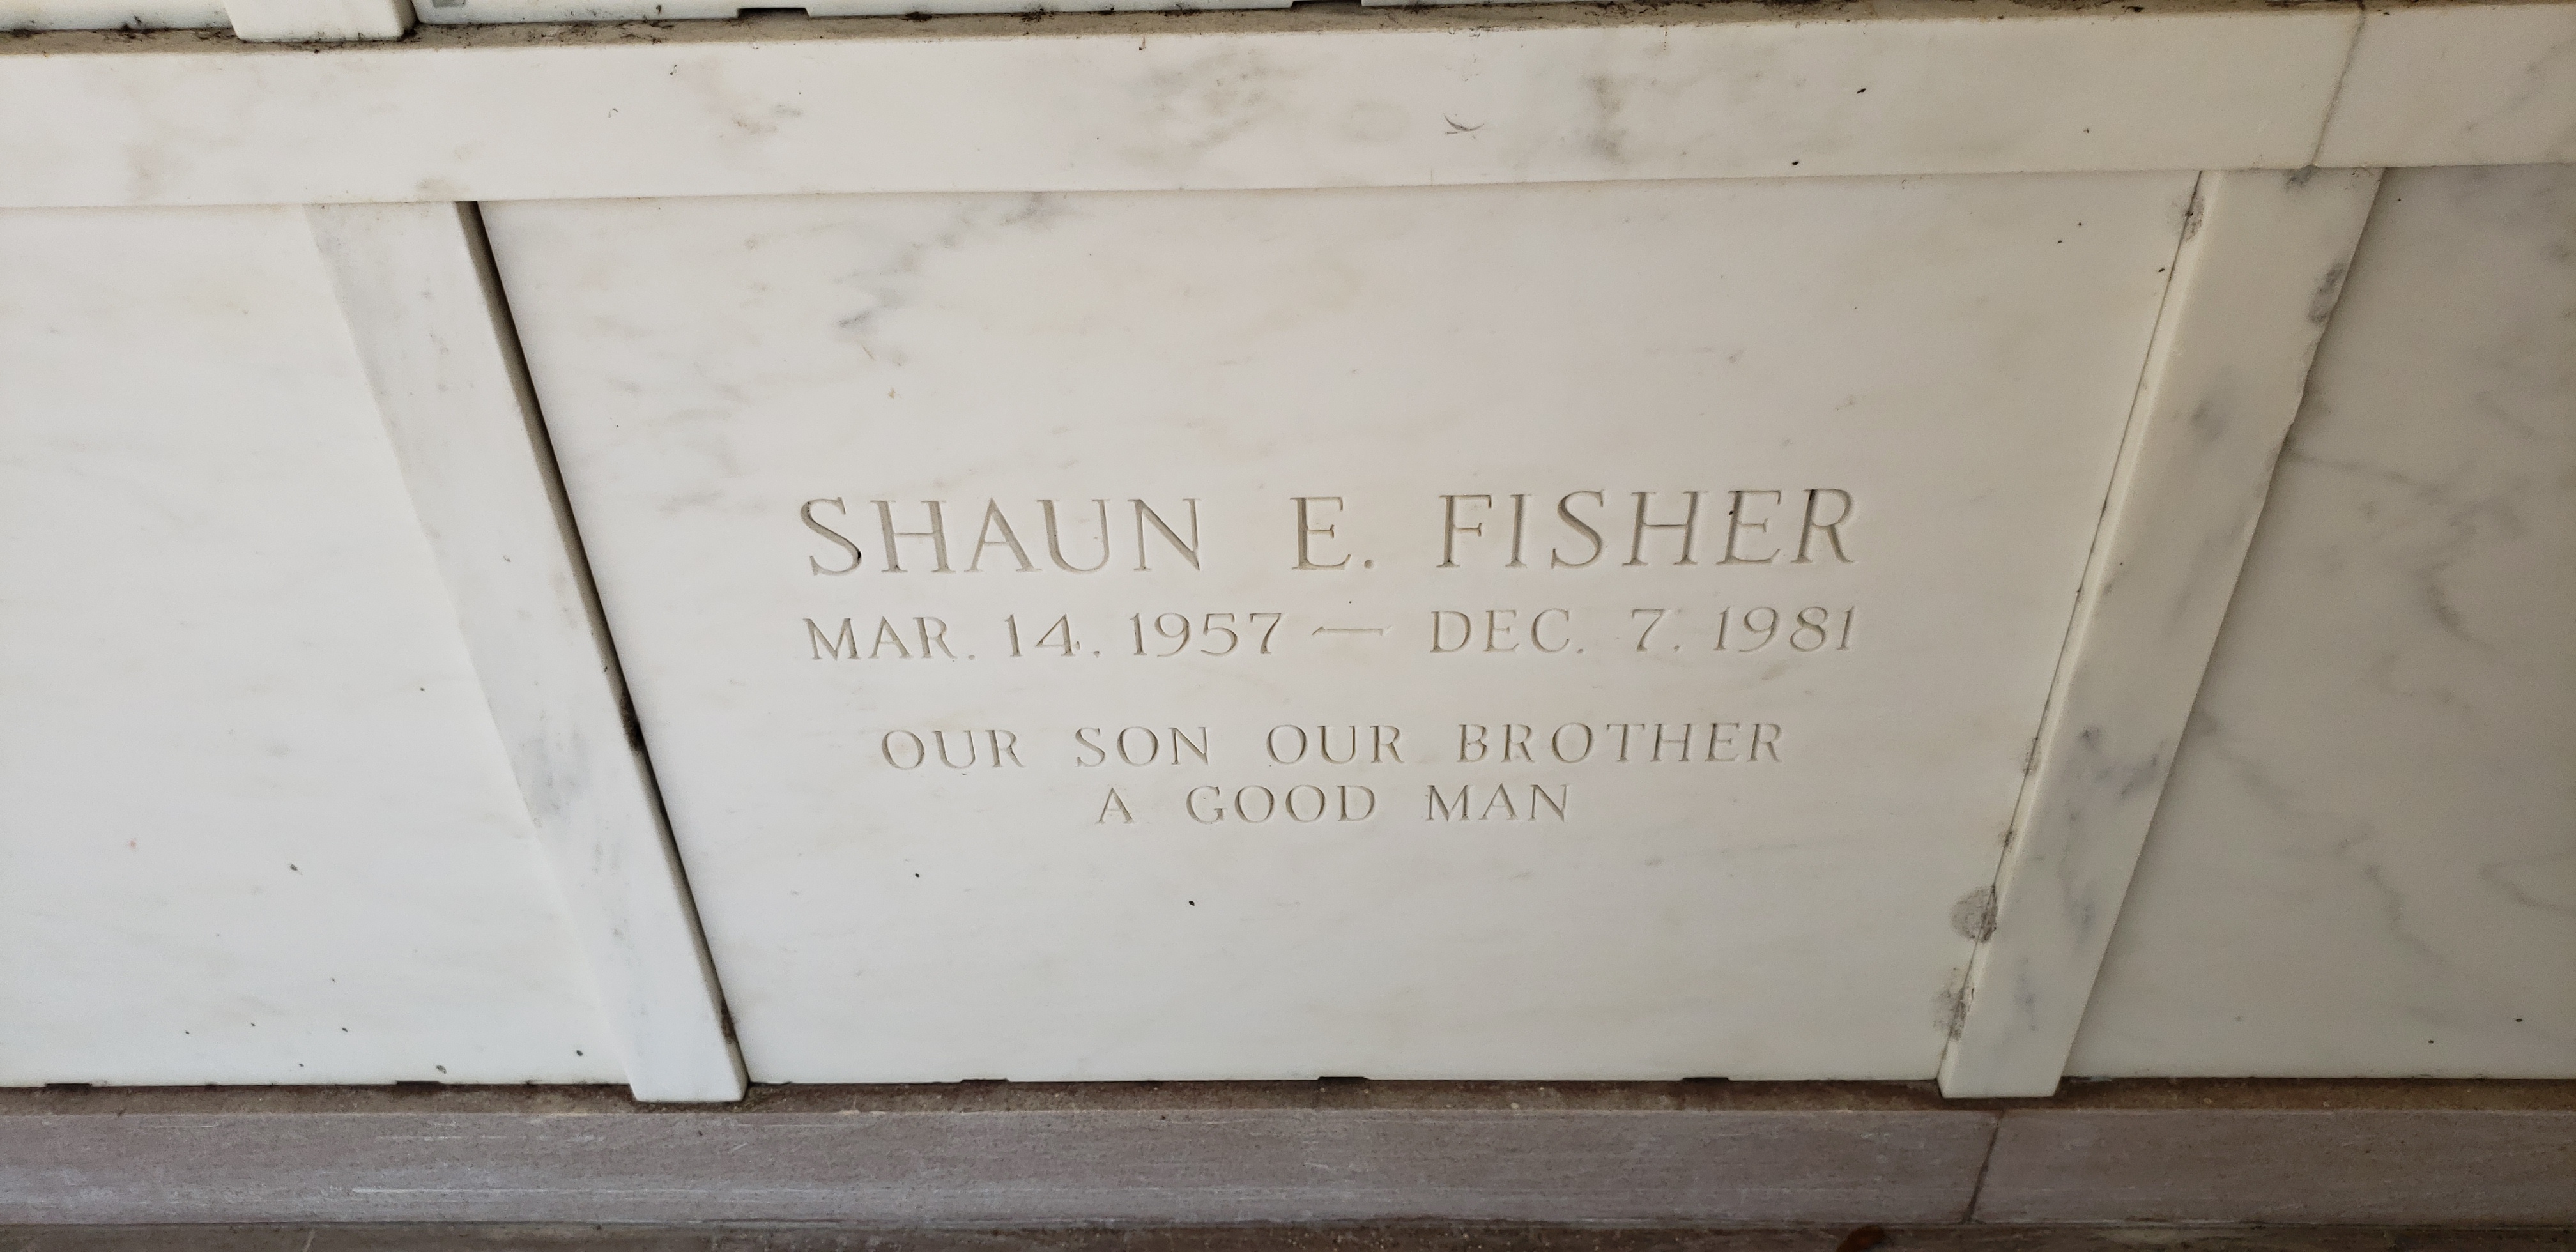 SHAUN E. FISHER
MAR. 14, 1957 — DEC. 7, 1981
OUR SON OUR BROTHER
A GOOD MAN